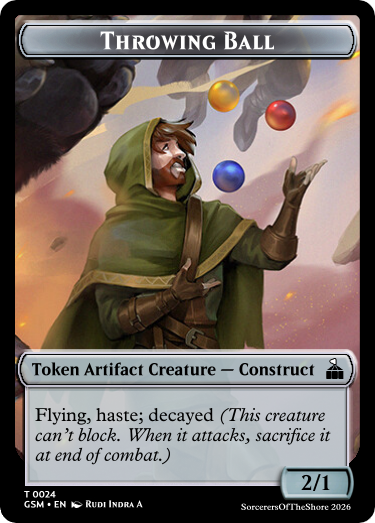 Throwing Ball
Token Artifact Creature — Construct
Flying, haste; decayed (This creature
can't block. When it attacks, sacrifice it
at end of combat.)
2/1
T 0024
GSM • EN Rudi Indra A
SorcerersOfTheShore 2026